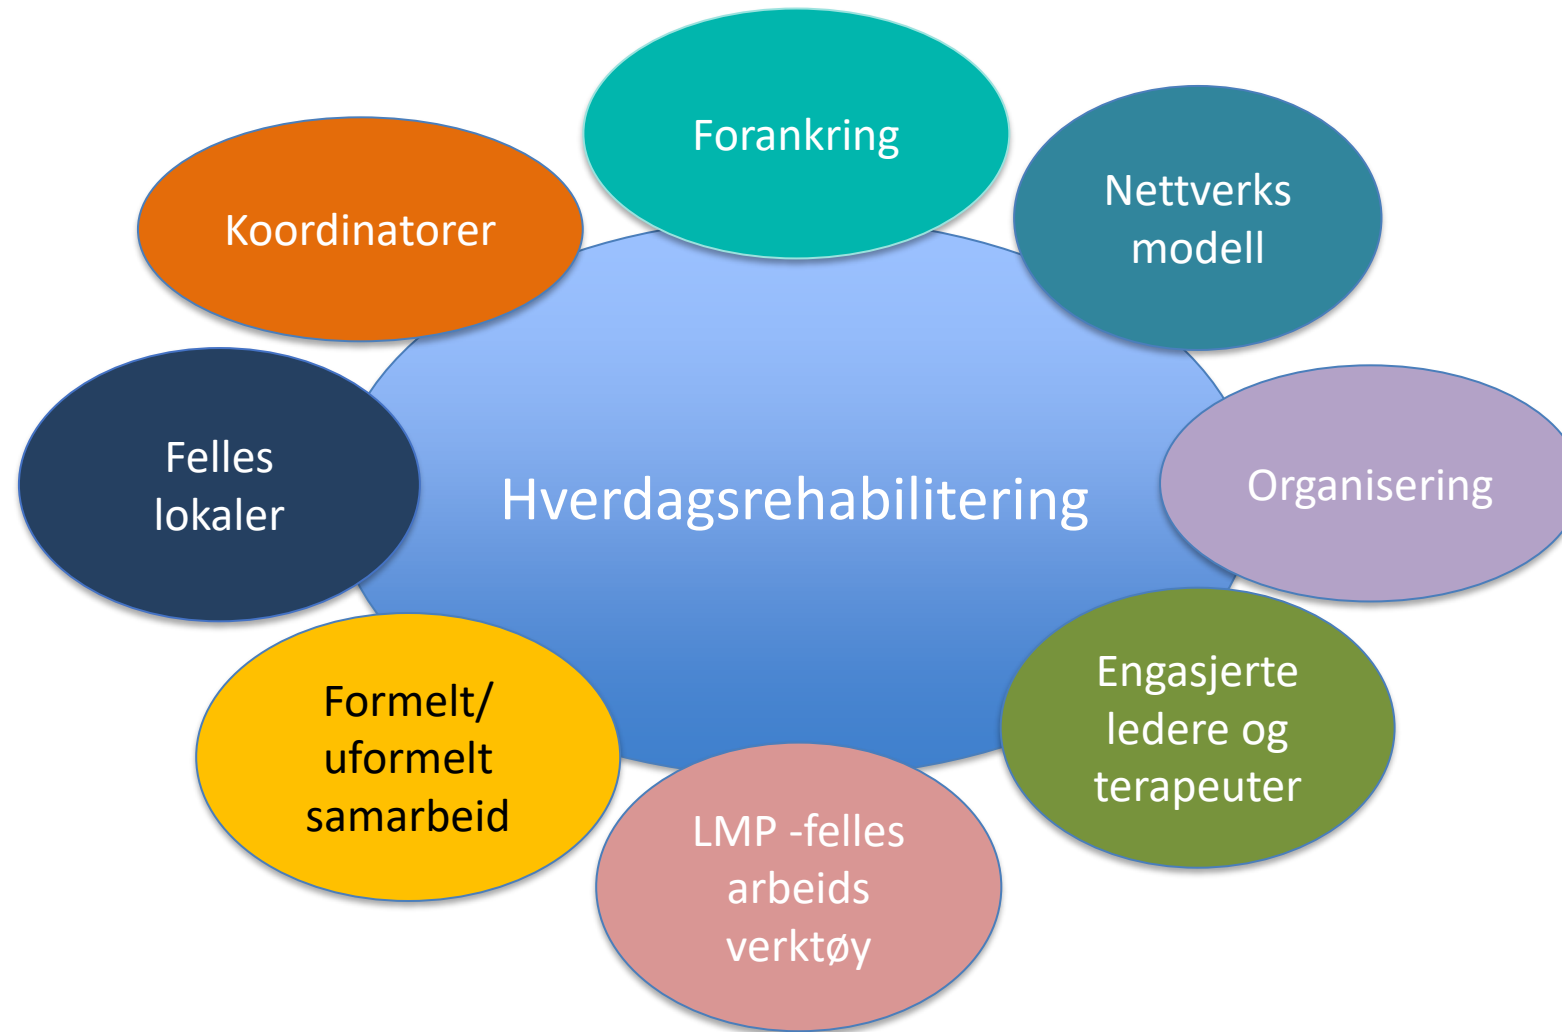 Forankring
Nettverks
modell
Koordinatorer
Felles
lokaler
Hverdagsrehabilitering
Organisering
Formelt/
uformelt
samarbeid
Engasjerte
ledere og
terapeuter
LMP -felles
arbeids
verktøy